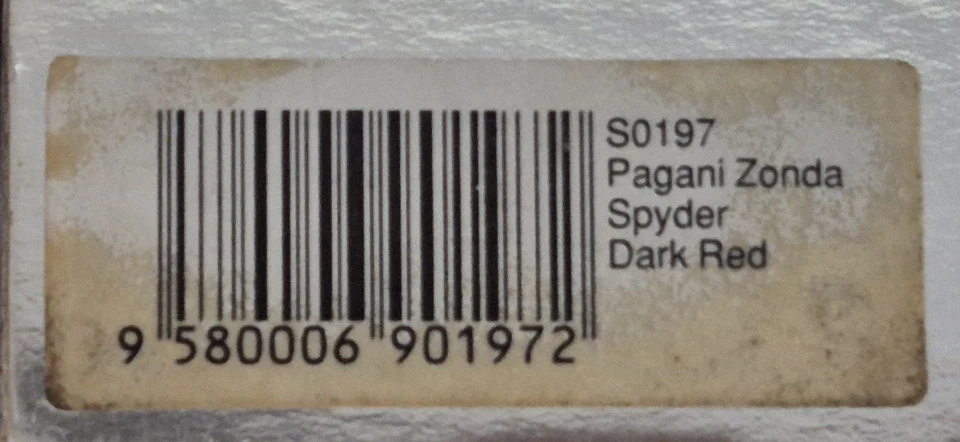 S0197
Pagani Zonda
Spyder
Dark Red
9 580006 901972